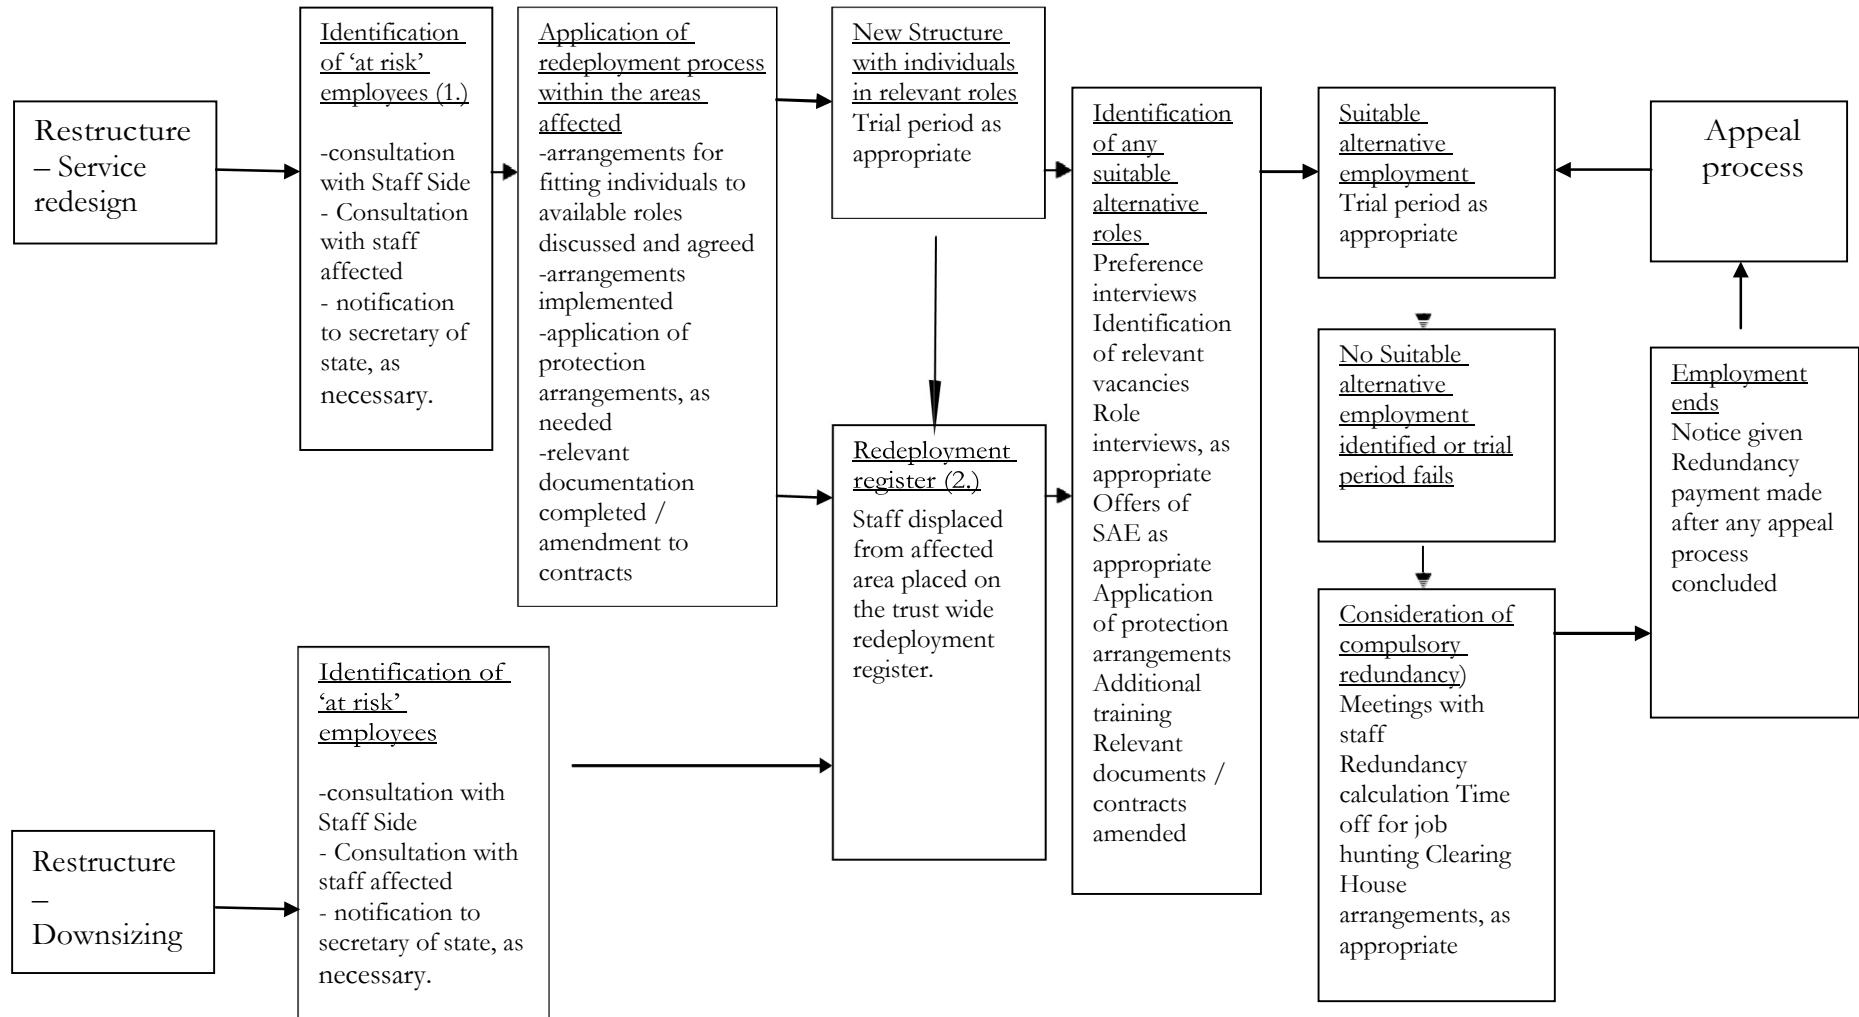 Restructure
– Service
redesign
Identification
of ‘at risk’
employees (1.)
-consultation
with Staff Side
- Consultation
with staff
affected
- notification
to secretary of
state, as
necessary.
Application of
redeployment process
within the areas
affected
-arrangements for
fitting individuals to
available roles
discussed and agreed
-arrangements
implemented
-application of
protection
arrangements, as
needed
-relevant
documentation
completed /
amendment to
contracts
New Structure
with individuals
in relevant roles
Trial period as
appropriate
Redeployment
register (2.)
Staff displaced
from affected
area placed on
the trust wide
redeployment
register.
Identification
of any
suitable
alternative
roles
Preference
interviews
Identification
of relevant
vacancies
Role
interviews, as
appropriate
Offers of
SAE as
appropriate
Application
of protection
arrangements
Additional
training
Relevant
documents /
contracts
amended
Suitable
alternative
employment
Trial period as
appropriate
No Suitable
alternative
employment
identified or trial
period fails
Consideration of
compulsory
redundancy)
Meetings with
staff
Redundancy
calculation Time
off for job
hunting Clearing
House
arrangements, as
appropriate
Appeal
process
Employment
ends
Notice given
Redundancy
payment made
after any appeal
process
concluded
Restructure
–
Downsizing
Identification of
‘at risk’
employees
-consultation with
Staff Side
- Consultation with
staff affected
- notification to
secretary of state, as
necessary.